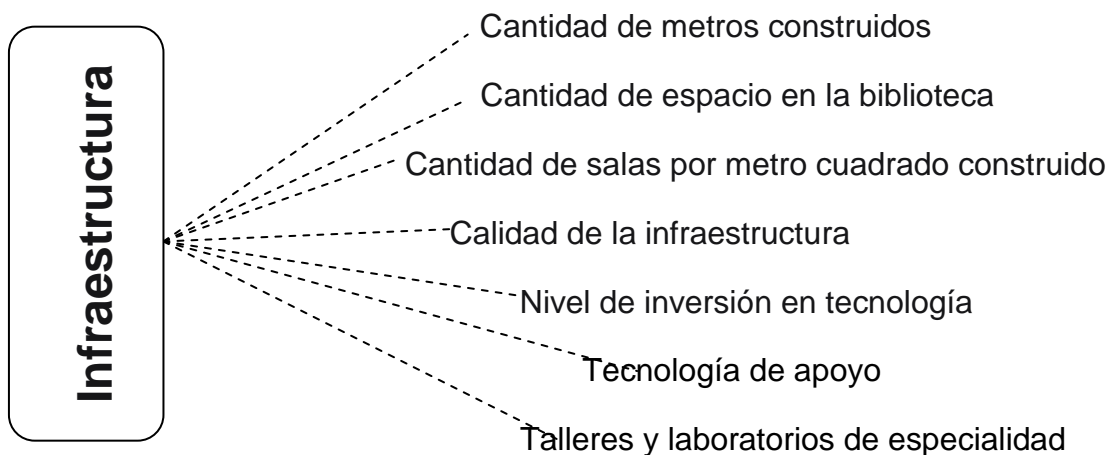 Infraestructura
Cantidad de metros construidos
Cantidad de espacio en la biblioteca
Cantidad de salas por metro cuadrado construido
Calidad de la infraestructura
Nivel de inversión en tecnología
Tecnología de apoyo
Talleres y laboratorios de especialidad